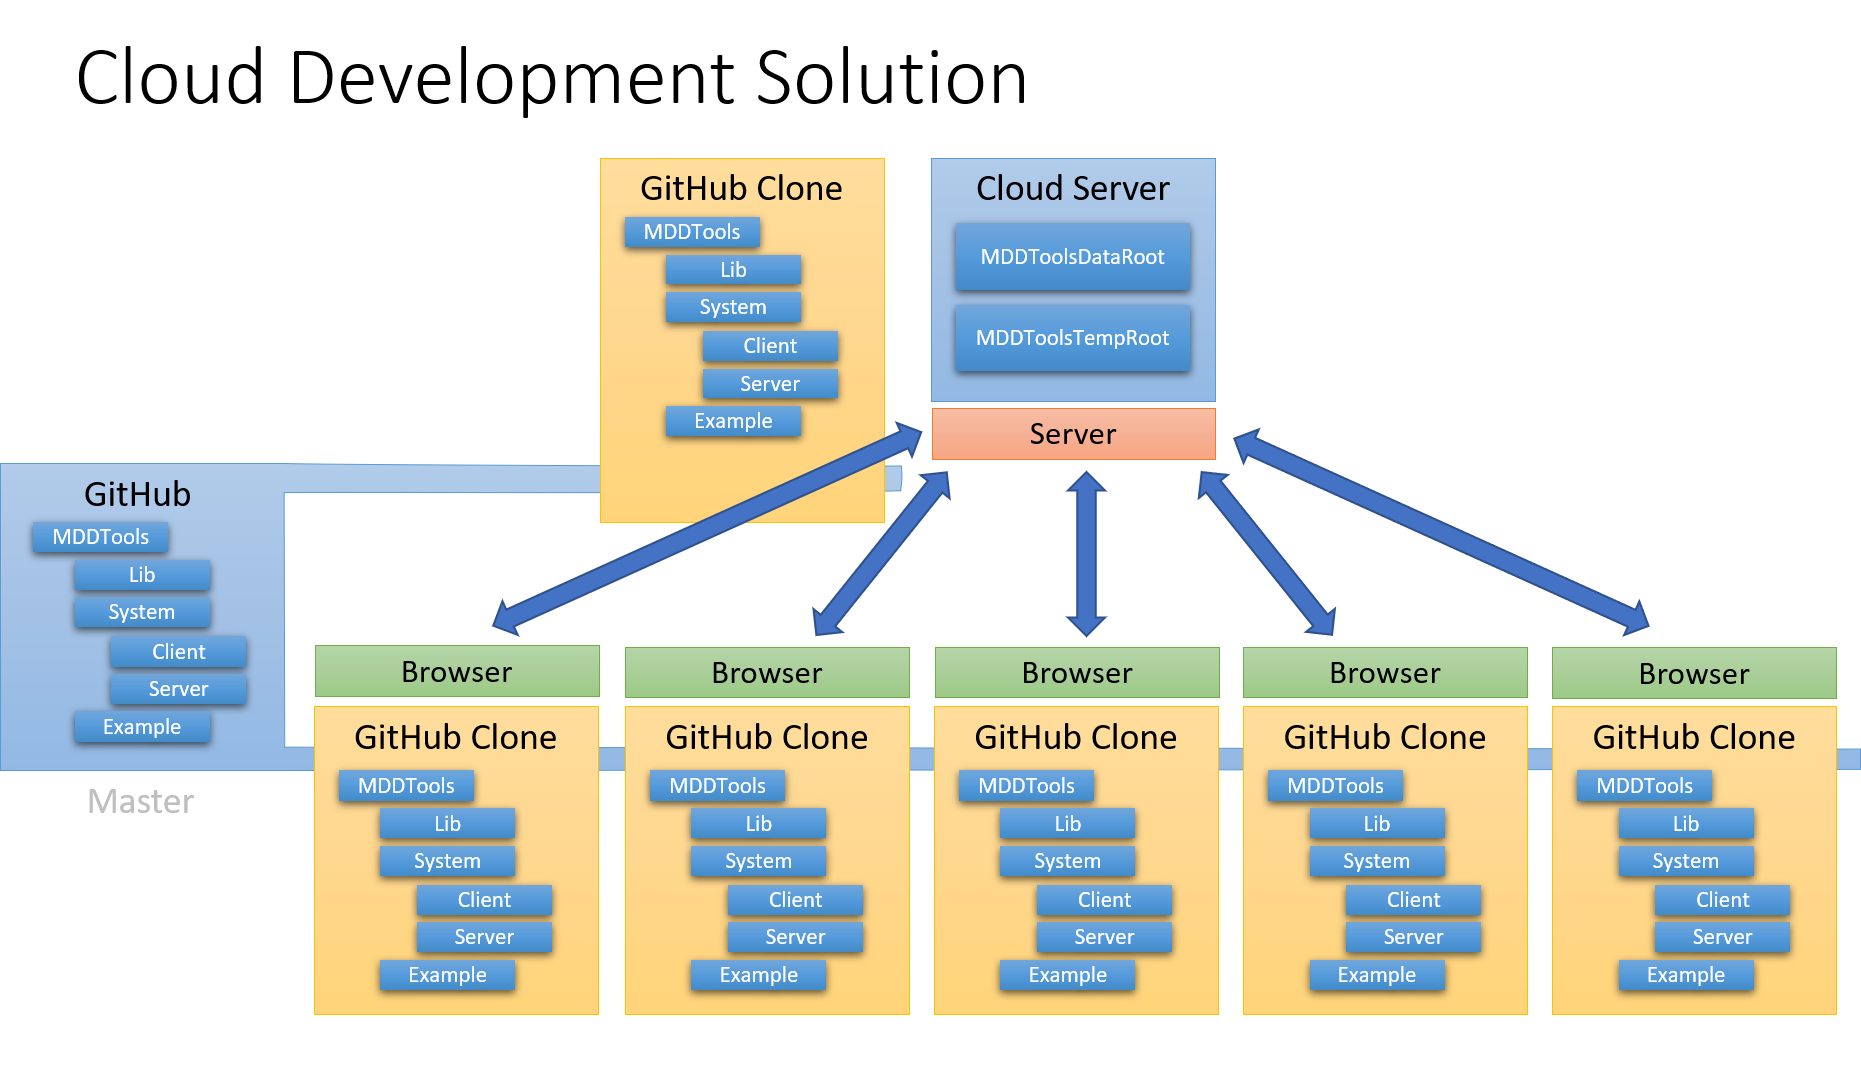 Cloud Development Solution
GitHub Clone
MDDTools
Lib
System
Client
Server
Example
Cloud Server
MDDToolsDataRoot
MDDToolsTempRoot
Server
GitHub
MDDTools
Lib
System
Client
Server
Example
Master
Browser
GitHub Clone
MDDTools
Lib
System
Client
Server
Example
Browser
GitHub Clone
MDDTools
Lib
System
Client
Server
Example
Browser
GitHub Clone
MDDTools
Lib
System
Client
Server
Example
Browser
GitHub Clone
MDDTools
Lib
System
Client
Server
Example
Browser
GitHub Clone
MDDTools
Lib
System
Client
Server
Example